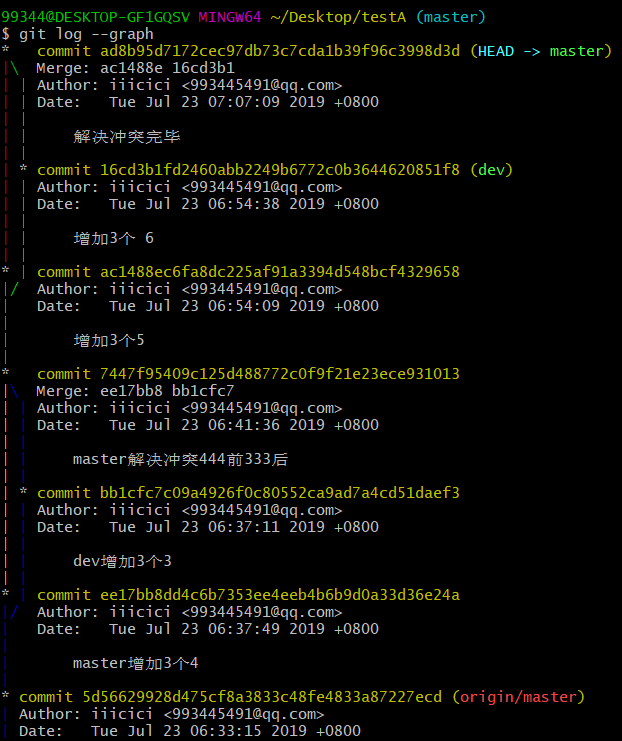 99344@DESKTOP-GF1GQSV MINGW64 ~/Desktop/testA (master)
$ git log --graph
*   commit ad8b95d7172cec97db73c7cda1b39f96c3998d3d (HEAD -> master)
|\  Merge: ac1488e 16cd3b1
| | Author: iiicici <993445491@qq.com>
| | Date:   Tue Jul 23 07:07:09 2019 +0800
| |
| |     解决冲突完毕
| |
| * commit 16cd3b1fd2460abb2249b6772c0b3644620851f8 (dev)
| | Author: iiicici <993445491@qq.com>
| | Date:   Tue Jul 23 06:54:38 2019 +0800
| |
| |     增加3个 6
| |
* | commit ac1488ec6fa8dc225af91a3394d548bcf4329658
|/  Author: iiicici <993445491@qq.com>
|   Date:   Tue Jul 23 06:54:09 2019 +0800
|
|       增加3个5
|
*   commit 7447f95409c125d488772c0f9f21e23ece931013
|\  Merge: ee17bb8 bb1cfc7
| | Author: iiicici <993445491@qq.com>
| | Date:   Tue Jul 23 06:41:36 2019 +0800
| |
| |     master解决冲突444前333后
| |
| * commit bb1cfc7c09a4926f0c80552ca9ad7a4cd51daef3
| | Author: iiicici <993445491@qq.com>
| | Date:   Tue Jul 23 06:37:11 2019 +0800
| |
| |     dev增加3个3
| |
* | commit ee17bb8dd4c6b7353ee4eeb4b6b9d0a33d36e24a
|/  Author: iiicici <993445491@qq.com>
|   Date:   Tue Jul 23 06:37:49 2019 +0800
|
|       master增加3个4
|
* commit 5d56629928d475cf8a3833c48fe4833a87227ecd (origin/master)
| Author: iiicici <993445491@qq.com>
| Date:   Tue Jul 23 06:33:15 2019 +0800